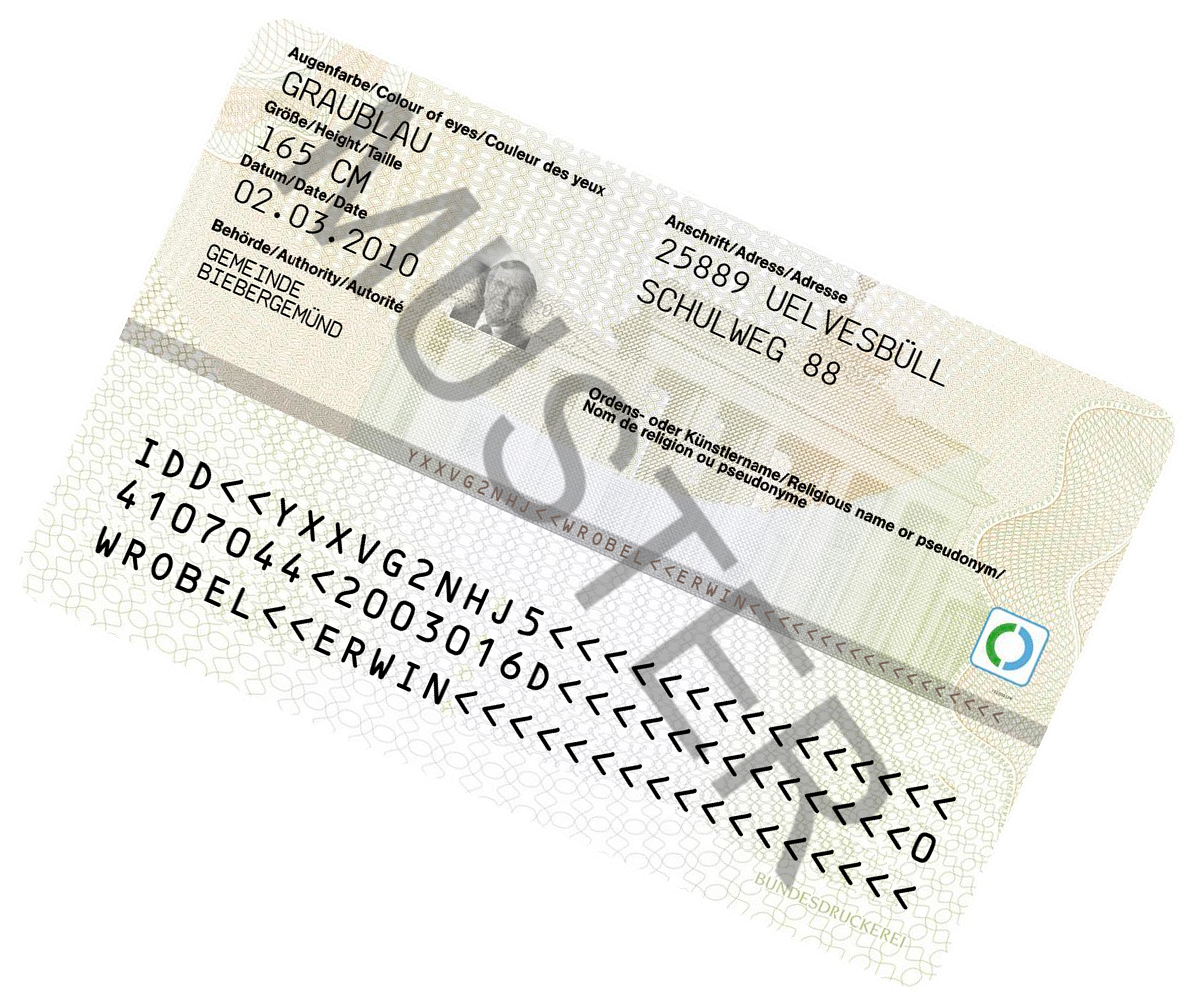 Augenfarbe/Colour of eyes/Couleur des yeux
GRAUBLAU
Größe/Height/Taille
165 CM
Datum/Date/Date
02.03.2010
Behörde/Authority/Autorité
GEMEINDE
BIEBERGEMÜND
Anschrift/Adress/Adresse
25889 UELVESBÜLL
SCHULWEG 88
Ordens- oder Künstlername/Religious name or pseudonym/
Nom de religion ou pseudonyme
MUSTER
YXXVG2NHJ<<WROBEL<<ERWIN<<<<<<<<<<<<<<<<<<
IDD<<YXXVG2NHJ5<<<<<<<<<<<<<<<
4107044<2003016D<<<<<<<<<<<<<0
WROBEL<<ERWIN<<<<<<<<<<<<<<<<<
BUNDESDRUCKEREI